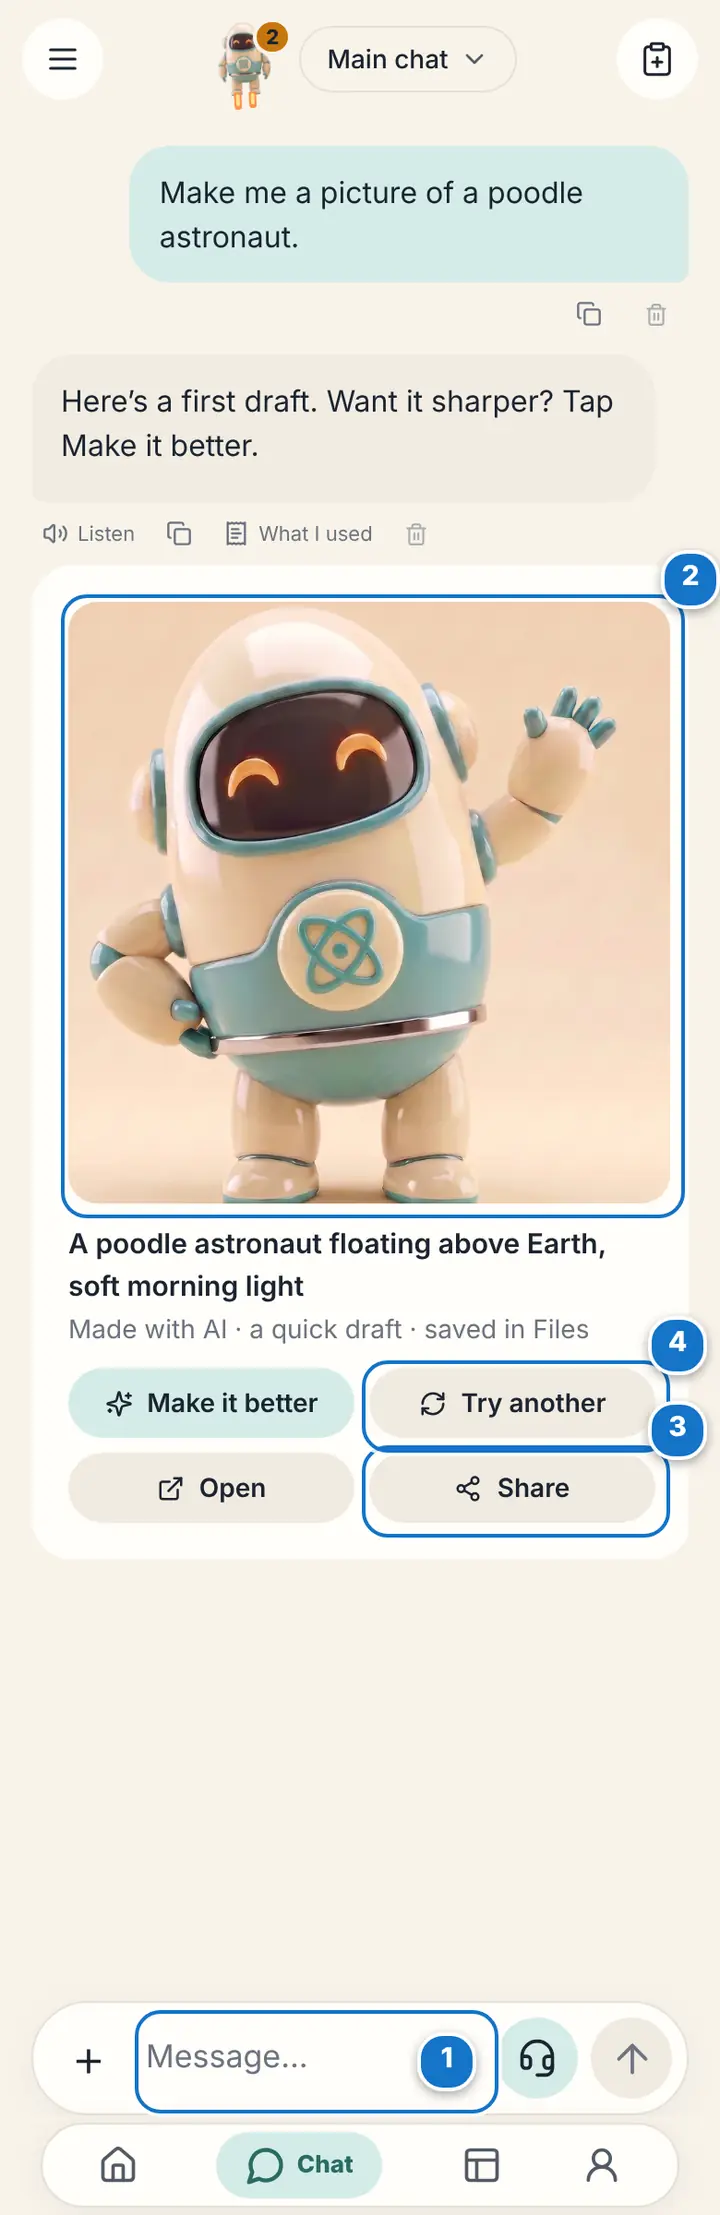 2
Main chat
Make me a picture of a poodle
astronaut.
Here's a first draft. Want it sharper? Tap
Make it better.
Listen
What I used
2
A poodle astronaut floating above Earth,
soft morning light
Made with AI · a quick draft · saved in Files
4
Make it better
Try another
3
Open
Share
Message...
1
Chat